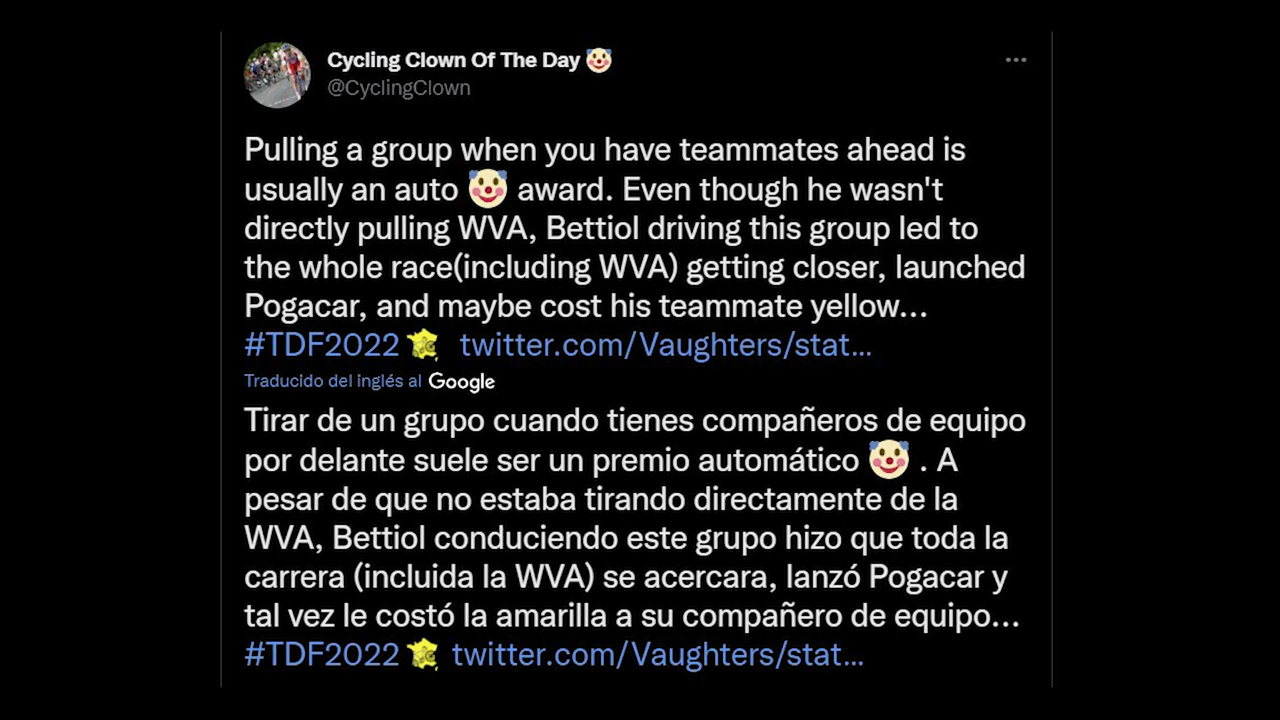 Cycling Clown Of The Day 🤡
@CyclingClown
Pulling a group when you have teammates ahead is
usually an auto 🤡 award. Even though he wasn't
directly pulling WVA, Bettiol driving this group led to
the whole race(including WVA) getting closer, launched
Pogacar, and maybe cost his teammate yellow...
#TDF2022 twitter.com/Vaughters/stat...
Traducido del inglés al Google
Tirar de un grupo cuando tienes compañeros de equipo
por delante suele ser un premio automático 🤡 . A
pesar de que no estaba tirando directamente de la
WVA, Bettiol conduciendo este grupo hizo que toda la
carrera (incluida la WVA) se acercara, lanzó Pogacar y
tal vez le costó la amarilla a su compañero de equipo...
#TDF2022 twitter.com/Vaughters/stat...